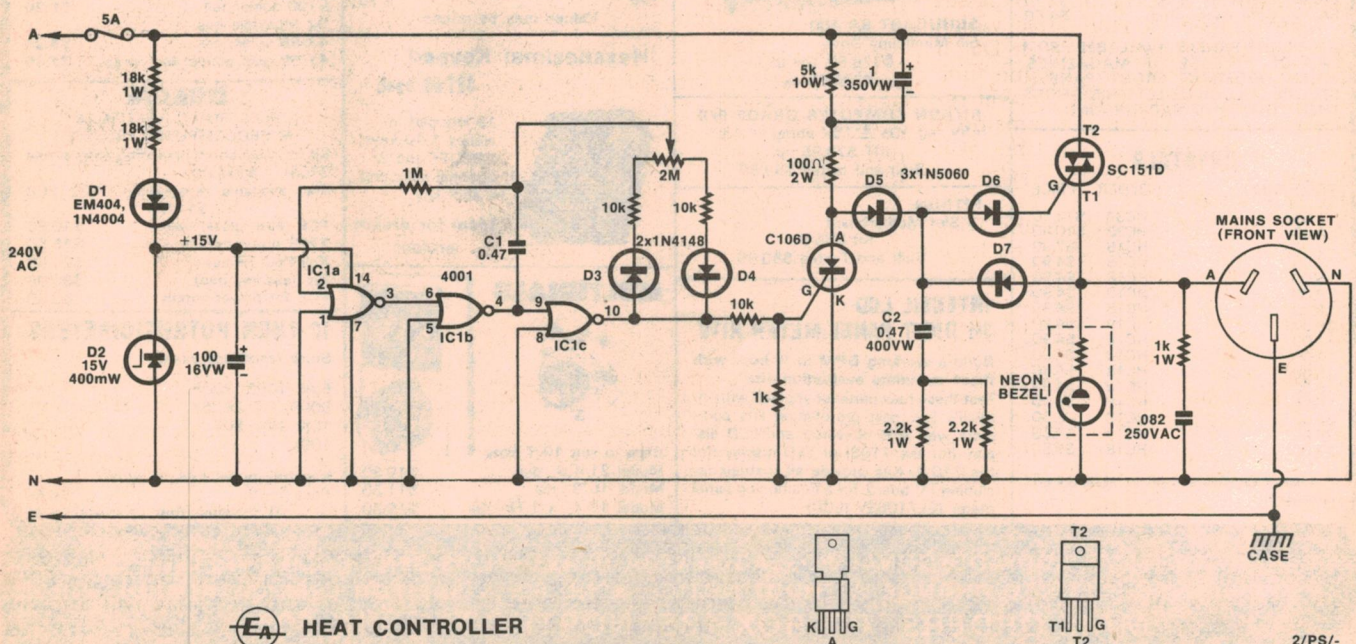 A
5A
18k
1W
18k
1W
D1
EM404,
1N4004
+15V
240V
AC
D2
15V
400mW
100
16VW
-
1M
IC1a
2
14
3
1
7
4001
6
5
4
IC1b
C1
0.47
9
8
10
IC1c
2M
10k
10k
2x1N4148
D3
D4
10k
1k
5k
10W
1
350VW
+
-
100Ω
2W
C106D
A
G
K
D5
3x1N5060
D6
D7
C2
0.47
400VW
2.2k
1W
2.2k
1W
T2
G
T1
SC151D
NEON
BEZEL
1k
1W
.082
250VAC
MAINS SOCKET
(FRONT VIEW)
A
N
E
N
E
CASE
K
G
A
T2
T1
G
T2
EA
HEAT CONTROLLER
2/PS/-